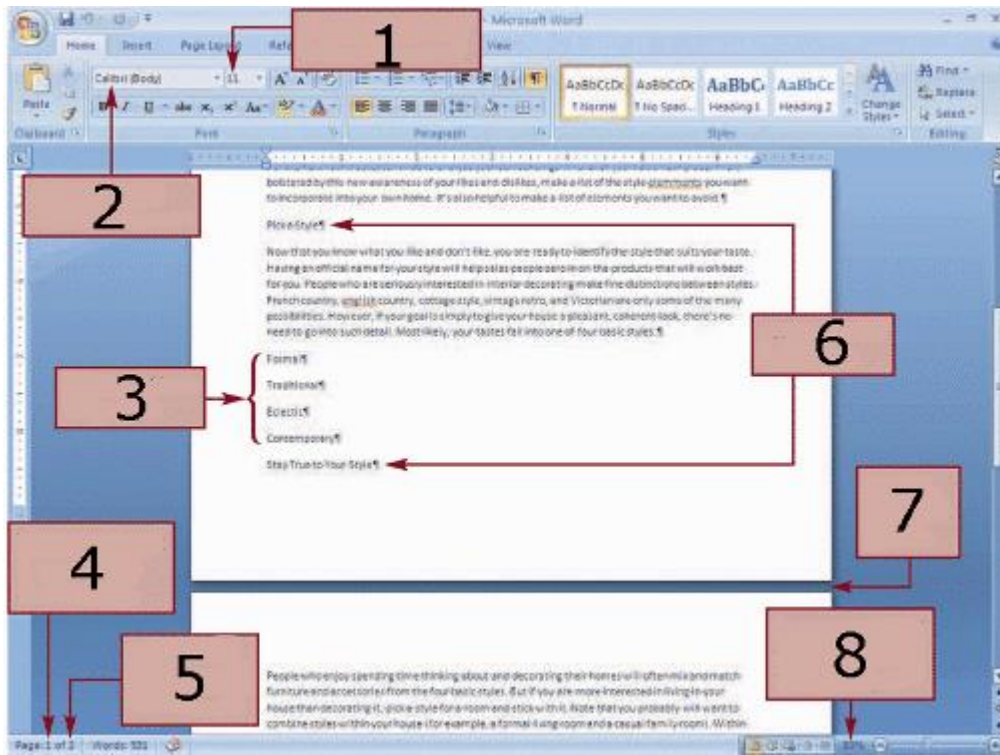 - Microsoft Word
Home Insert Page Layout Refe View
1
Calibri (Body) 11
Paste
AaBbCcDc AaBbCcDc AaBbC AaBbCc
¶ Normal ¶ No Spaci... Heading 1 Heading 2
Change Styles
Find
Replace
Select
Clipboard Font Paragraph Styles Editing
2
bolstered by this new awareness of your likes and dislikes, make a list of the style you want
to incorporate into your own home. It's also helpful to make a list of elements you want to avoid.¶
Pick a Style¶
Now that you know what you like and don't like, you are ready to identify the style that suits your taste.
Having an official name for your style will help sales people zero in on the products that will work best
for you. People who are seriously interested in interior decorating make fine distinctions between styles.
French country, english country, cottage style, vintage retro, and Victorian are only some of the many
possibilities. However, if your goal is simply to give your house a pleasant, coherent look, there's no
need to go into such detail. Most likely, your tastes fall into one of four basic styles.¶
6
3
Formal¶
Traditional¶
Eclectic¶
Contemporary¶
Stay True to Your Style¶
7
4
5
8
People who enjoy spending time thinking about and decorating their homes will often mix and match
furniture and accessories from the four basic styles. But if you are more interested in living in your
house than decorating it, pick a style for a room and stick with it. Note that you probably will want to
combine styles within your house (for example, a formal living room and a casual family room). Within
Page: 1 of 2 Words: